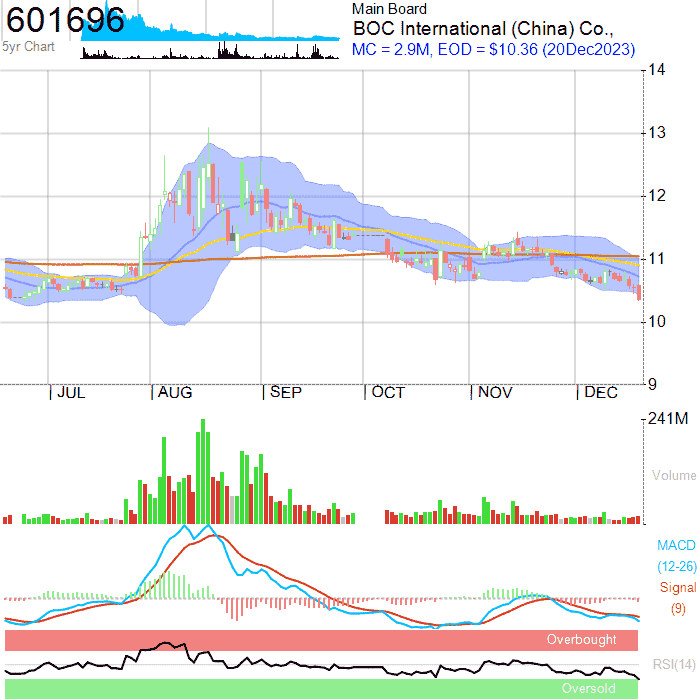 601696
5yr Chart
Main Board
BOC International (China) Co.,
MC = 2.9M, EOD = $10.36 (20Dec2023)
14
13
12
11
10
9
JUL
AUG
SEP
OCT
NOV
DEC
241M
Volume
MACD
(12-26)
Signal
(9)
Overbought
RSI(14)
Oversold